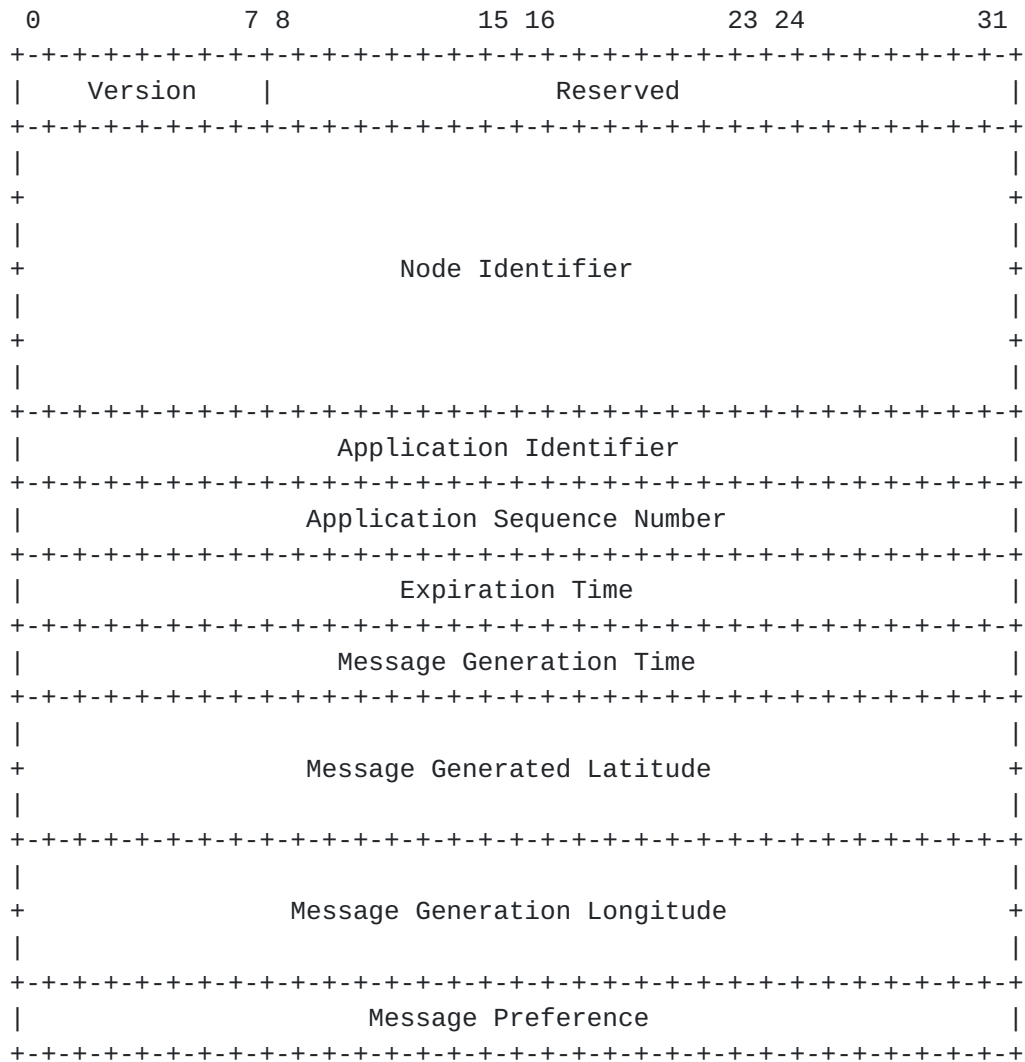 0 7 8 15 16 23 24 31
+-+-+-+-+-+-+-+-+-+-+-+-+-+-+-+-+-+-+-+-+-+-+-+-+-+-+-+-+-+-+-+-+
| Version | Reserved |
+-+-+-+-+-+-+-+-+-+-+-+-+-+-+-+-+-+-+-+-+-+-+-+-+-+-+-+-+-+-+-+-+
| |
+ +
| |
+ Node Identifier +
| |
+ +
| |
+-+-+-+-+-+-+-+-+-+-+-+-+-+-+-+-+-+-+-+-+-+-+-+-+-+-+-+-+-+-+-+-+
| Application Identifier |
+-+-+-+-+-+-+-+-+-+-+-+-+-+-+-+-+-+-+-+-+-+-+-+-+-+-+-+-+-+-+-+-+
| Application Sequence Number |
+-+-+-+-+-+-+-+-+-+-+-+-+-+-+-+-+-+-+-+-+-+-+-+-+-+-+-+-+-+-+-+-+
| Expiration Time |
+-+-+-+-+-+-+-+-+-+-+-+-+-+-+-+-+-+-+-+-+-+-+-+-+-+-+-+-+-+-+-+-+
| Message Generation Time |
+-+-+-+-+-+-+-+-+-+-+-+-+-+-+-+-+-+-+-+-+-+-+-+-+-+-+-+-+-+-+-+-+
| |
+ Message Generated Latitude +
| |
+-+-+-+-+-+-+-+-+-+-+-+-+-+-+-+-+-+-+-+-+-+-+-+-+-+-+-+-+-+-+-+-+
| |
+ Message Generation Longitude +
| |
+-+-+-+-+-+-+-+-+-+-+-+-+-+-+-+-+-+-+-+-+-+-+-+-+-+-+-+-+-+-+-+-+
| Message Preference |
+-+-+-+-+-+-+-+-+-+-+-+-+-+-+-+-+-+-+-+-+-+-+-+-+-+-+-+-+-+-+-+-+